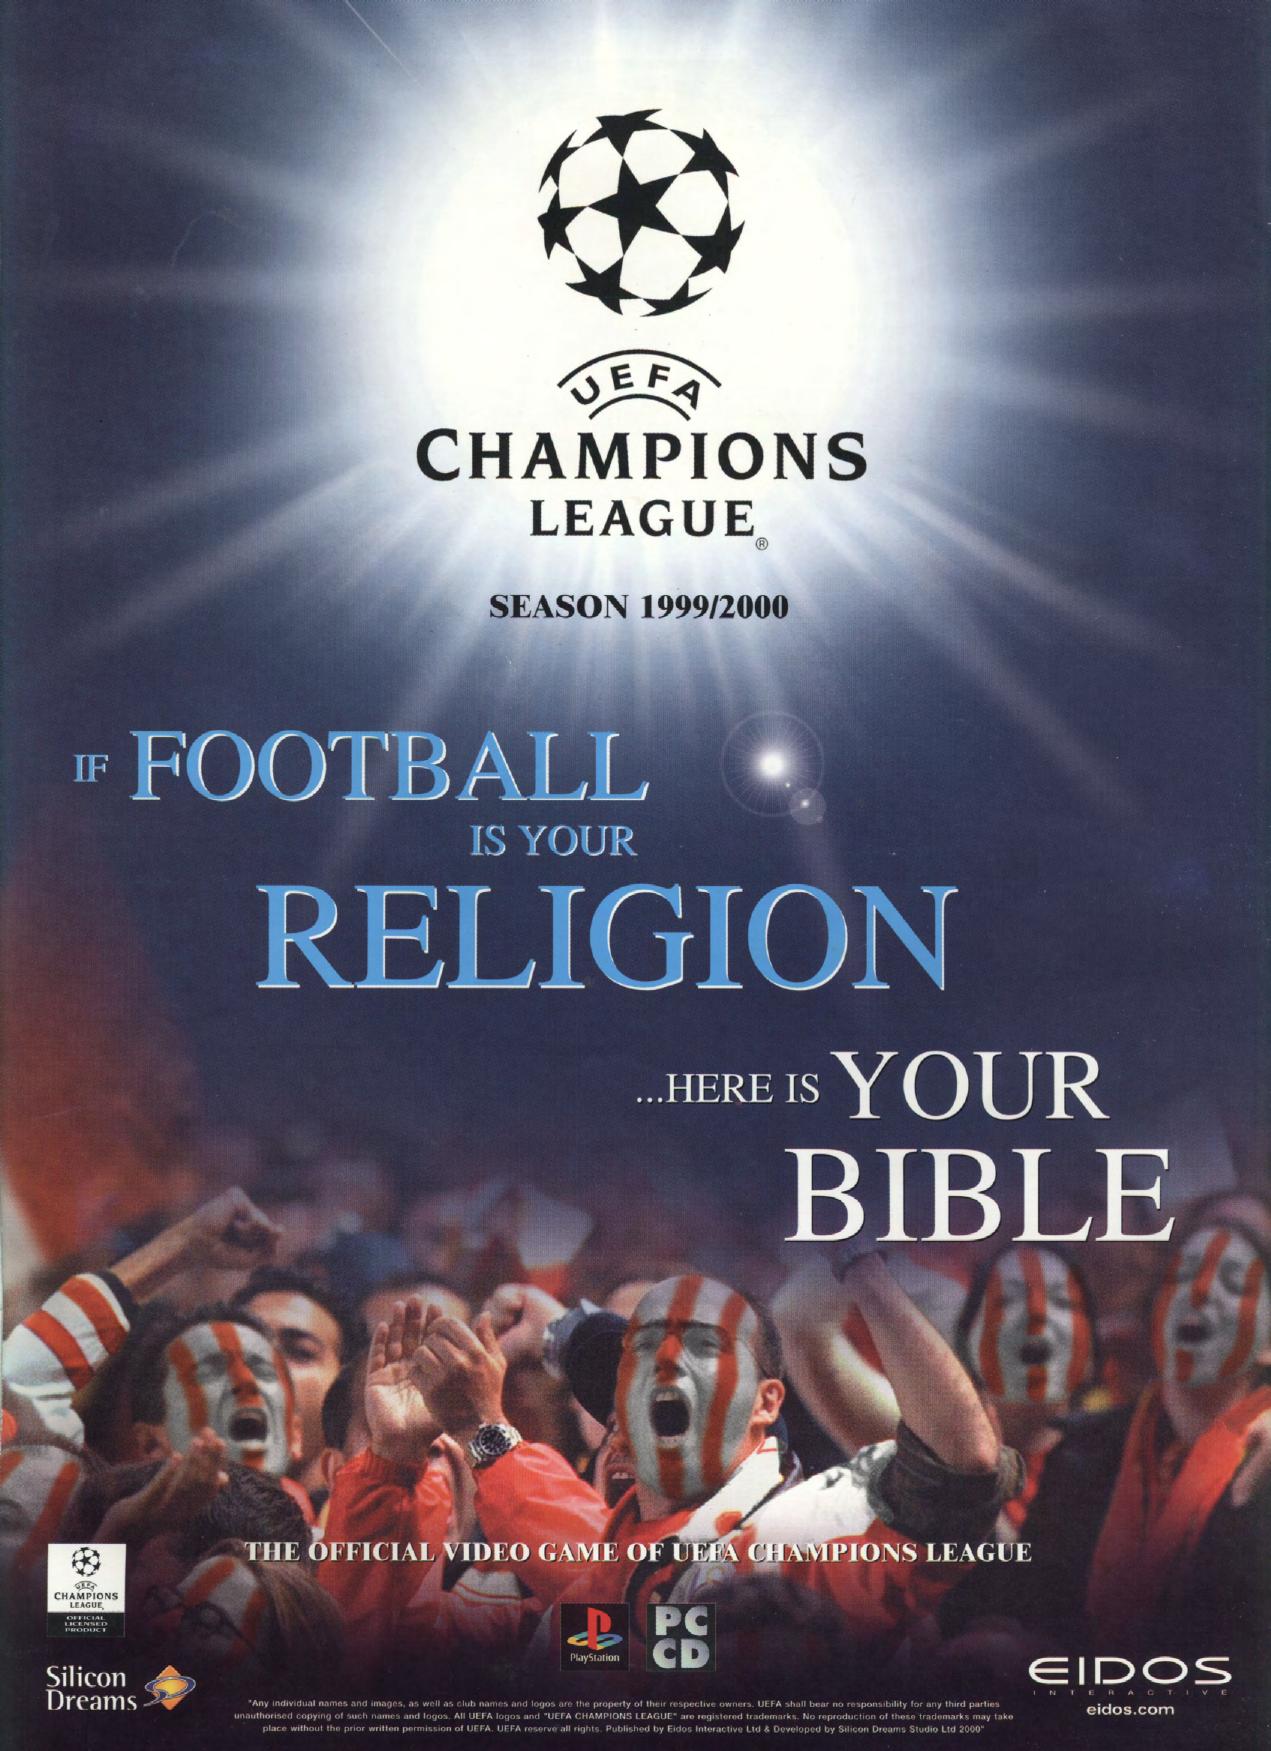 UEFA
CHAMPIONS
LEAGUE®
SEASON 1999/2000
IF FOOTBALL
IS YOUR
RELIGION
...HERE IS YOUR
BIBLE
THE OFFICIAL VIDEO GAME OF UEFA CHAMPIONS LEAGUE
UEFA
CHAMPIONS
LEAGUE
OFFICIAL
LICENSED
PRODUCT
PlayStation
PC
CD
Silicon
Dreams
EIDOS
INTERACTIVE
eidos.com
"Any individual names and images, as well as club names and logos are the property of their respective owners. UEFA shall bear no responsibility for any third parties
unauthorised copying of such names and logos. All UEFA logos and "UEFA CHAMPIONS LEAGUE" are registered trademarks. No reproduction of these trademarks may take
place without the prior written permission of UEFA. UEFA reserve all rights. Published by Eidos Interactive Ltd & Developed by Silicon Dreams Studio Ltd 2000"